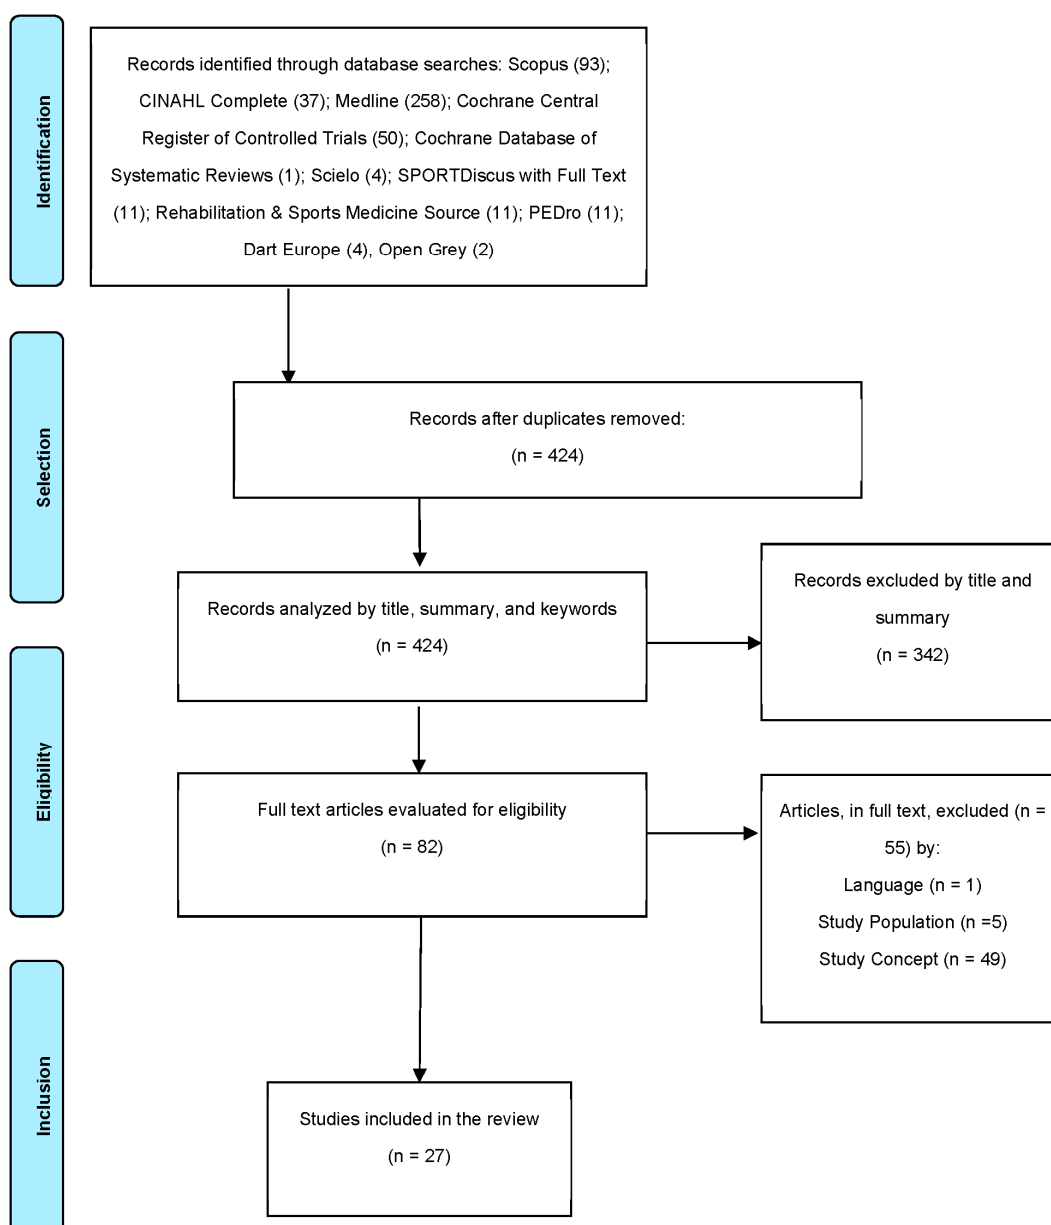 Identification
Records identified through database searches: Scopus (93);
CINAHL Complete (37); Medline (258); Cochrane Central
Register of Controlled Trials (50); Cochrane Database of
Systematic Reviews (1); Scielo (4); SPORTDiscus with Full Text
(11); Rehabilitation & Sports Medicine Source (11); PEDro (11);
Dart Europe (4), Open Grey (2)
Selection
Records after duplicates removed:
(n = 424)
Records analyzed by title, summary, and keywords
(n = 424)
Records excluded by title and
summary
(n = 342)
Eligibility
Full text articles evaluated for eligibility
(n = 82)
Articles, in full text, excluded (n =
55) by:
Language (n = 1)
Study Population (n =5)
Study Concept (n = 49)
Inclusion
Studies included in the review
(n = 27)